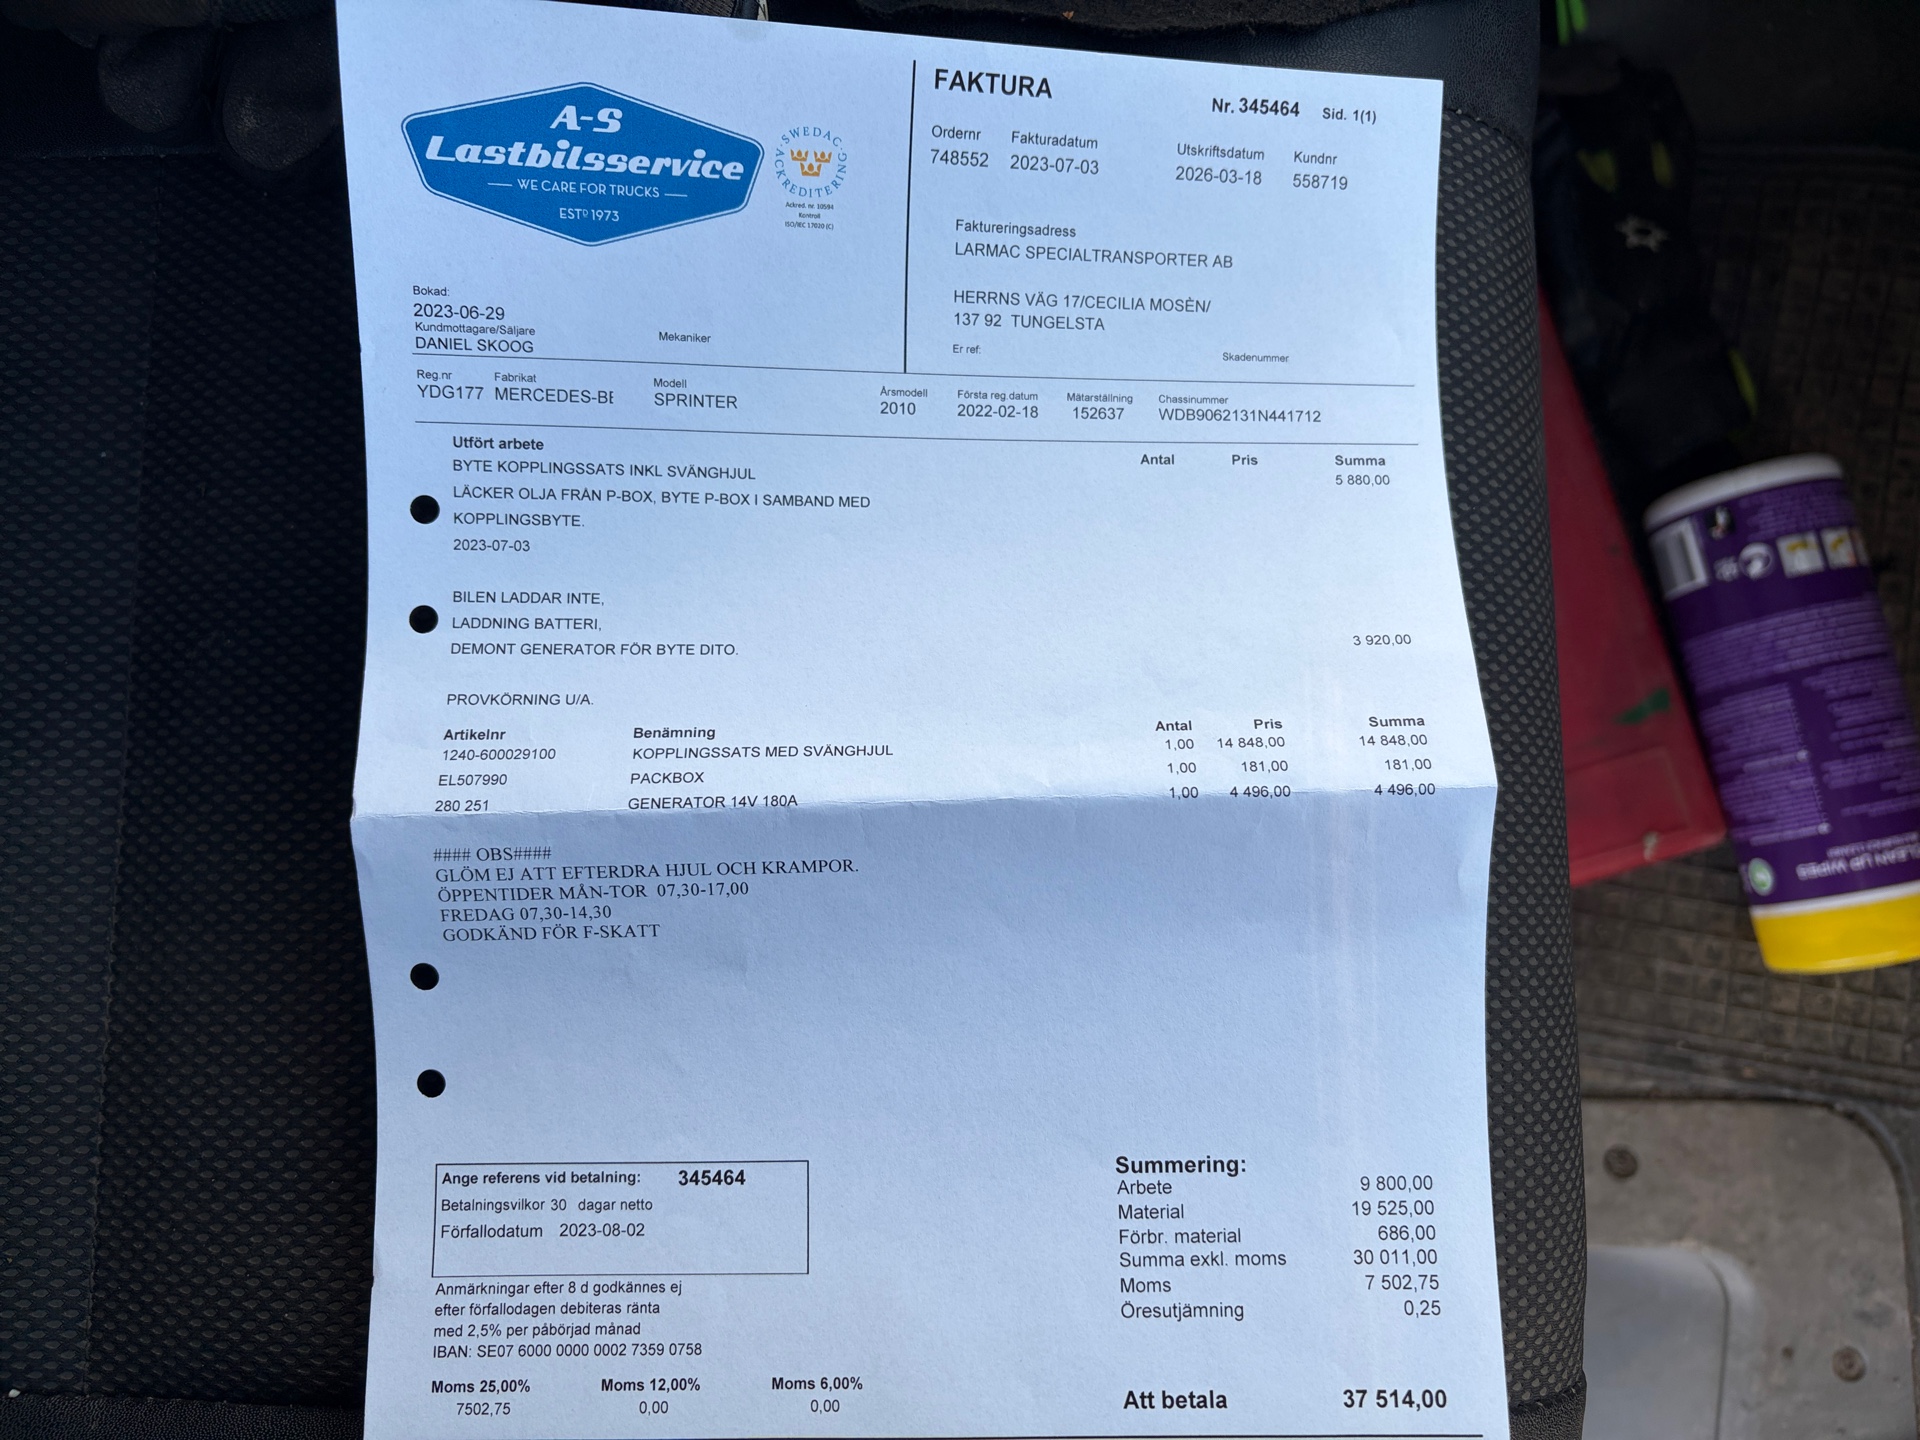 A-S
Lastbilsservice
WE CARE FOR TRUCKS
ESTD 1973
SWEDAC
ACKREDITERING
Ackred. nr. 10594
Kontroll
ISO/IEC 17020 (C)
FAKTURA
Nr. 345464 Sid. 1(1)
Ordernr Fakturadatum Utskriftsdatum Kundnr
748552 2023-07-03 2026-03-18 558719
Faktureringsadress
LARMAC SPECIALTRANSPORTER AB
HERRNS VÄG 17/CECILIA MOSÈN/
137 92 TUNGELSTA
Er ref: Skadenummer
Bokad:
2023-06-29
Kundmottagare/Säljare Mekaniker
DANIEL SKOOG
Reg.nr Fabrikat Modell Årsmodell Första reg.datum Mätarställning Chassinummer
YDG177 MERCEDES-BE SPRINTER 2010 2022-02-18 152637 WDB9062131N441712
Utfört arbete Antal Pris Summa
BYTE KOPPLINGSSATS INKL SVÄNGHJUL 5 880,00
LÄCKER OLJA FRÅN P-BOX, BYTE P-BOX I SAMBAND MED
KOPPLINGSBYTE.
2023-07-03
BILEN LADDAR INTE,
LADDNING BATTERI,
DEMONT GENERATOR FÖR BYTE DITO. 3 920,00
PROVKÖRNING U/A.
Artikelnr Benämning Antal Pris Summa
1240-600029100 KOPPLINGSSATS MED SVÄNGHJUL 1,00 14 848,00 14 848,00
EL507990 PACKBOX 1,00 181,00 181,00
280 251 GENERATOR 14V 180A 1,00 4 496,00 4 496,00
#### OBS####
GLÖM EJ ATT EFTERDRA HJUL OCH KRAMPOR.
ÖPPENTIDER MÅN-TOR 07,30-17,00
FREDAG 07,30-14,30
GODKÄND FÖR F-SKATT
Ange referens vid betalning: 345464
Betalningsvilkor 30 dagar netto
Förfallodatum 2023-08-02
Anmärkningar efter 8 d godkännes ej
efter förfallodagen debiteras ränta
med 2,5% per påbörjad månad
IBAN: SE07 6000 0000 0002 7359 0758
Moms 25,00% Moms 12,00% Moms 6,00%
7502,75 0,00 0,00
Summering:
Arbete 9 800,00
Material 19 525,00
Förbr. material 686,00
Summa exkl. moms 30 011,00
Moms 7 502,75
Öresutjämning 0,25
Att betala 37 514,00
CLEAN UP WIPES